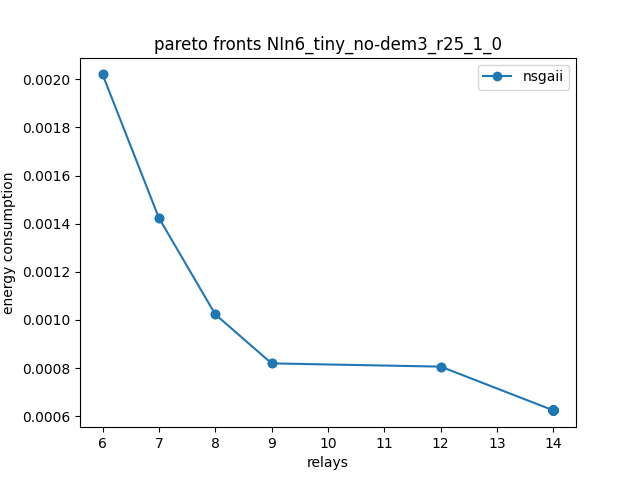 pareto fronts NIn6_tiny_no-dem3_r25_1_0
nsgaii
energy consumption
0.0020
0.0018
0.0016
0.0014
0.0012
0.0010
0.0008
0.0006
6 7 8 9 10 11 12 13 14
relays